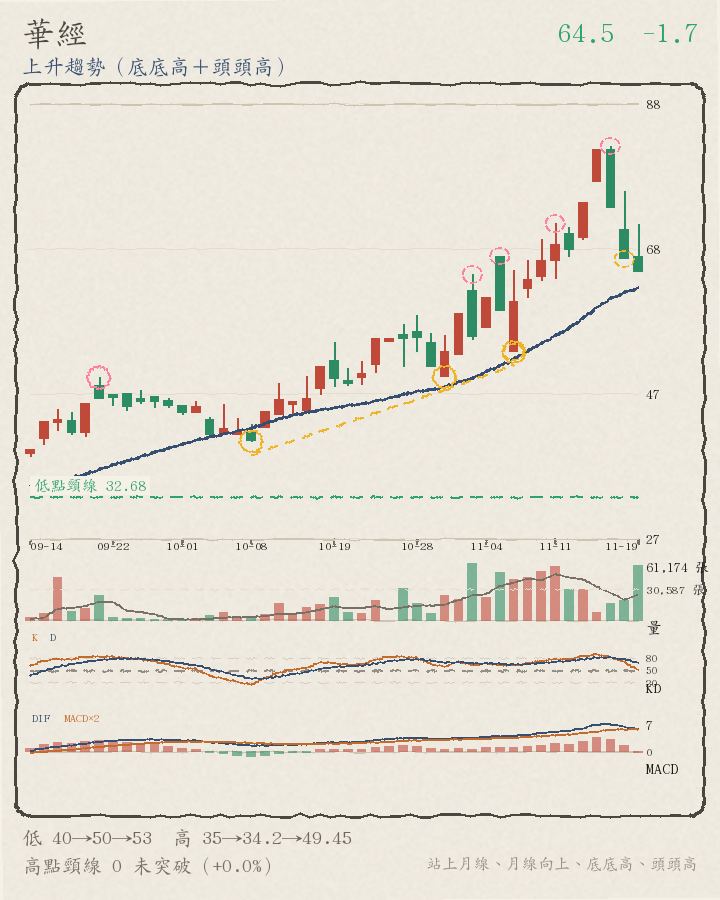 華經
64.5 -1.7
上升趨勢（底底高＋頭頭高）
88
68
47
低點頸線 32.68
27
09-14 09-22 10-01 10-08 10-19 10-28 11-04 11-11 11-19
61,174 張
30,587 張
量
K D
80
50
20
KD
DIF MACD×2
7
0
MACD
低 40→50→53 高 35→34.2→49.45
高點頸線 0 未突破（+0.0%）
站上月線、月線向上、底底高、頭頭高